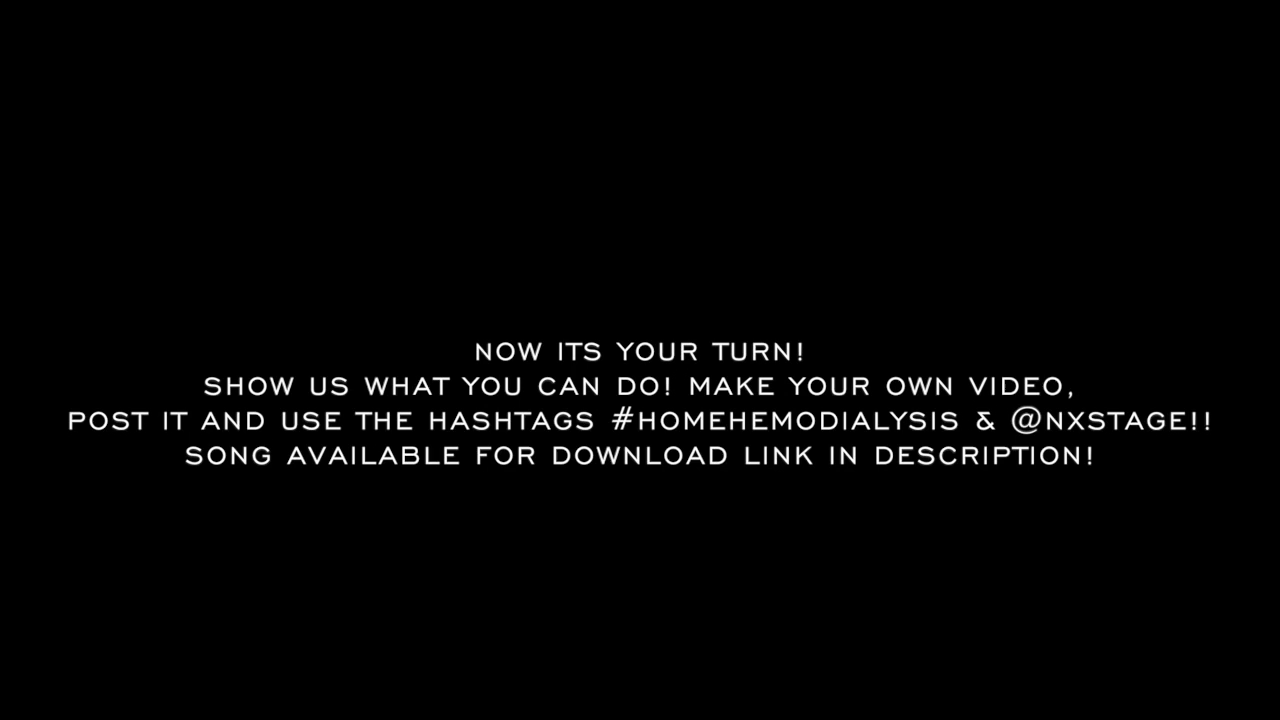 NOW ITS YOUR TURN!
SHOW US WHAT YOU CAN DO! MAKE YOUR OWN VIDEO,
POST IT AND USE THE HASHTAGS #HOMEHEMODIALYSIS & @NXSTAGE!!
SONG AVAILABLE FOR DOWNLOAD LINK IN DESCRIPTION!